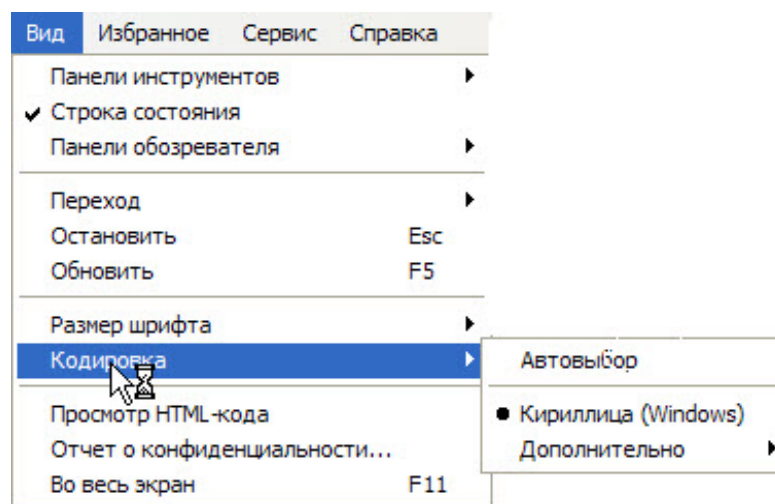 Вид Избранное Сервис Справка
Панели инструментов
Строка состояния
Панели обозревателя
Переход
Остановить Esc
Обновить F5
Размер шрифта
Кодировка
Автовыбор
Просмотр HTML-кода
Кириллица (Windows)
Отчет о конфиденциальности...
Дополнительно
Во весь экран F11